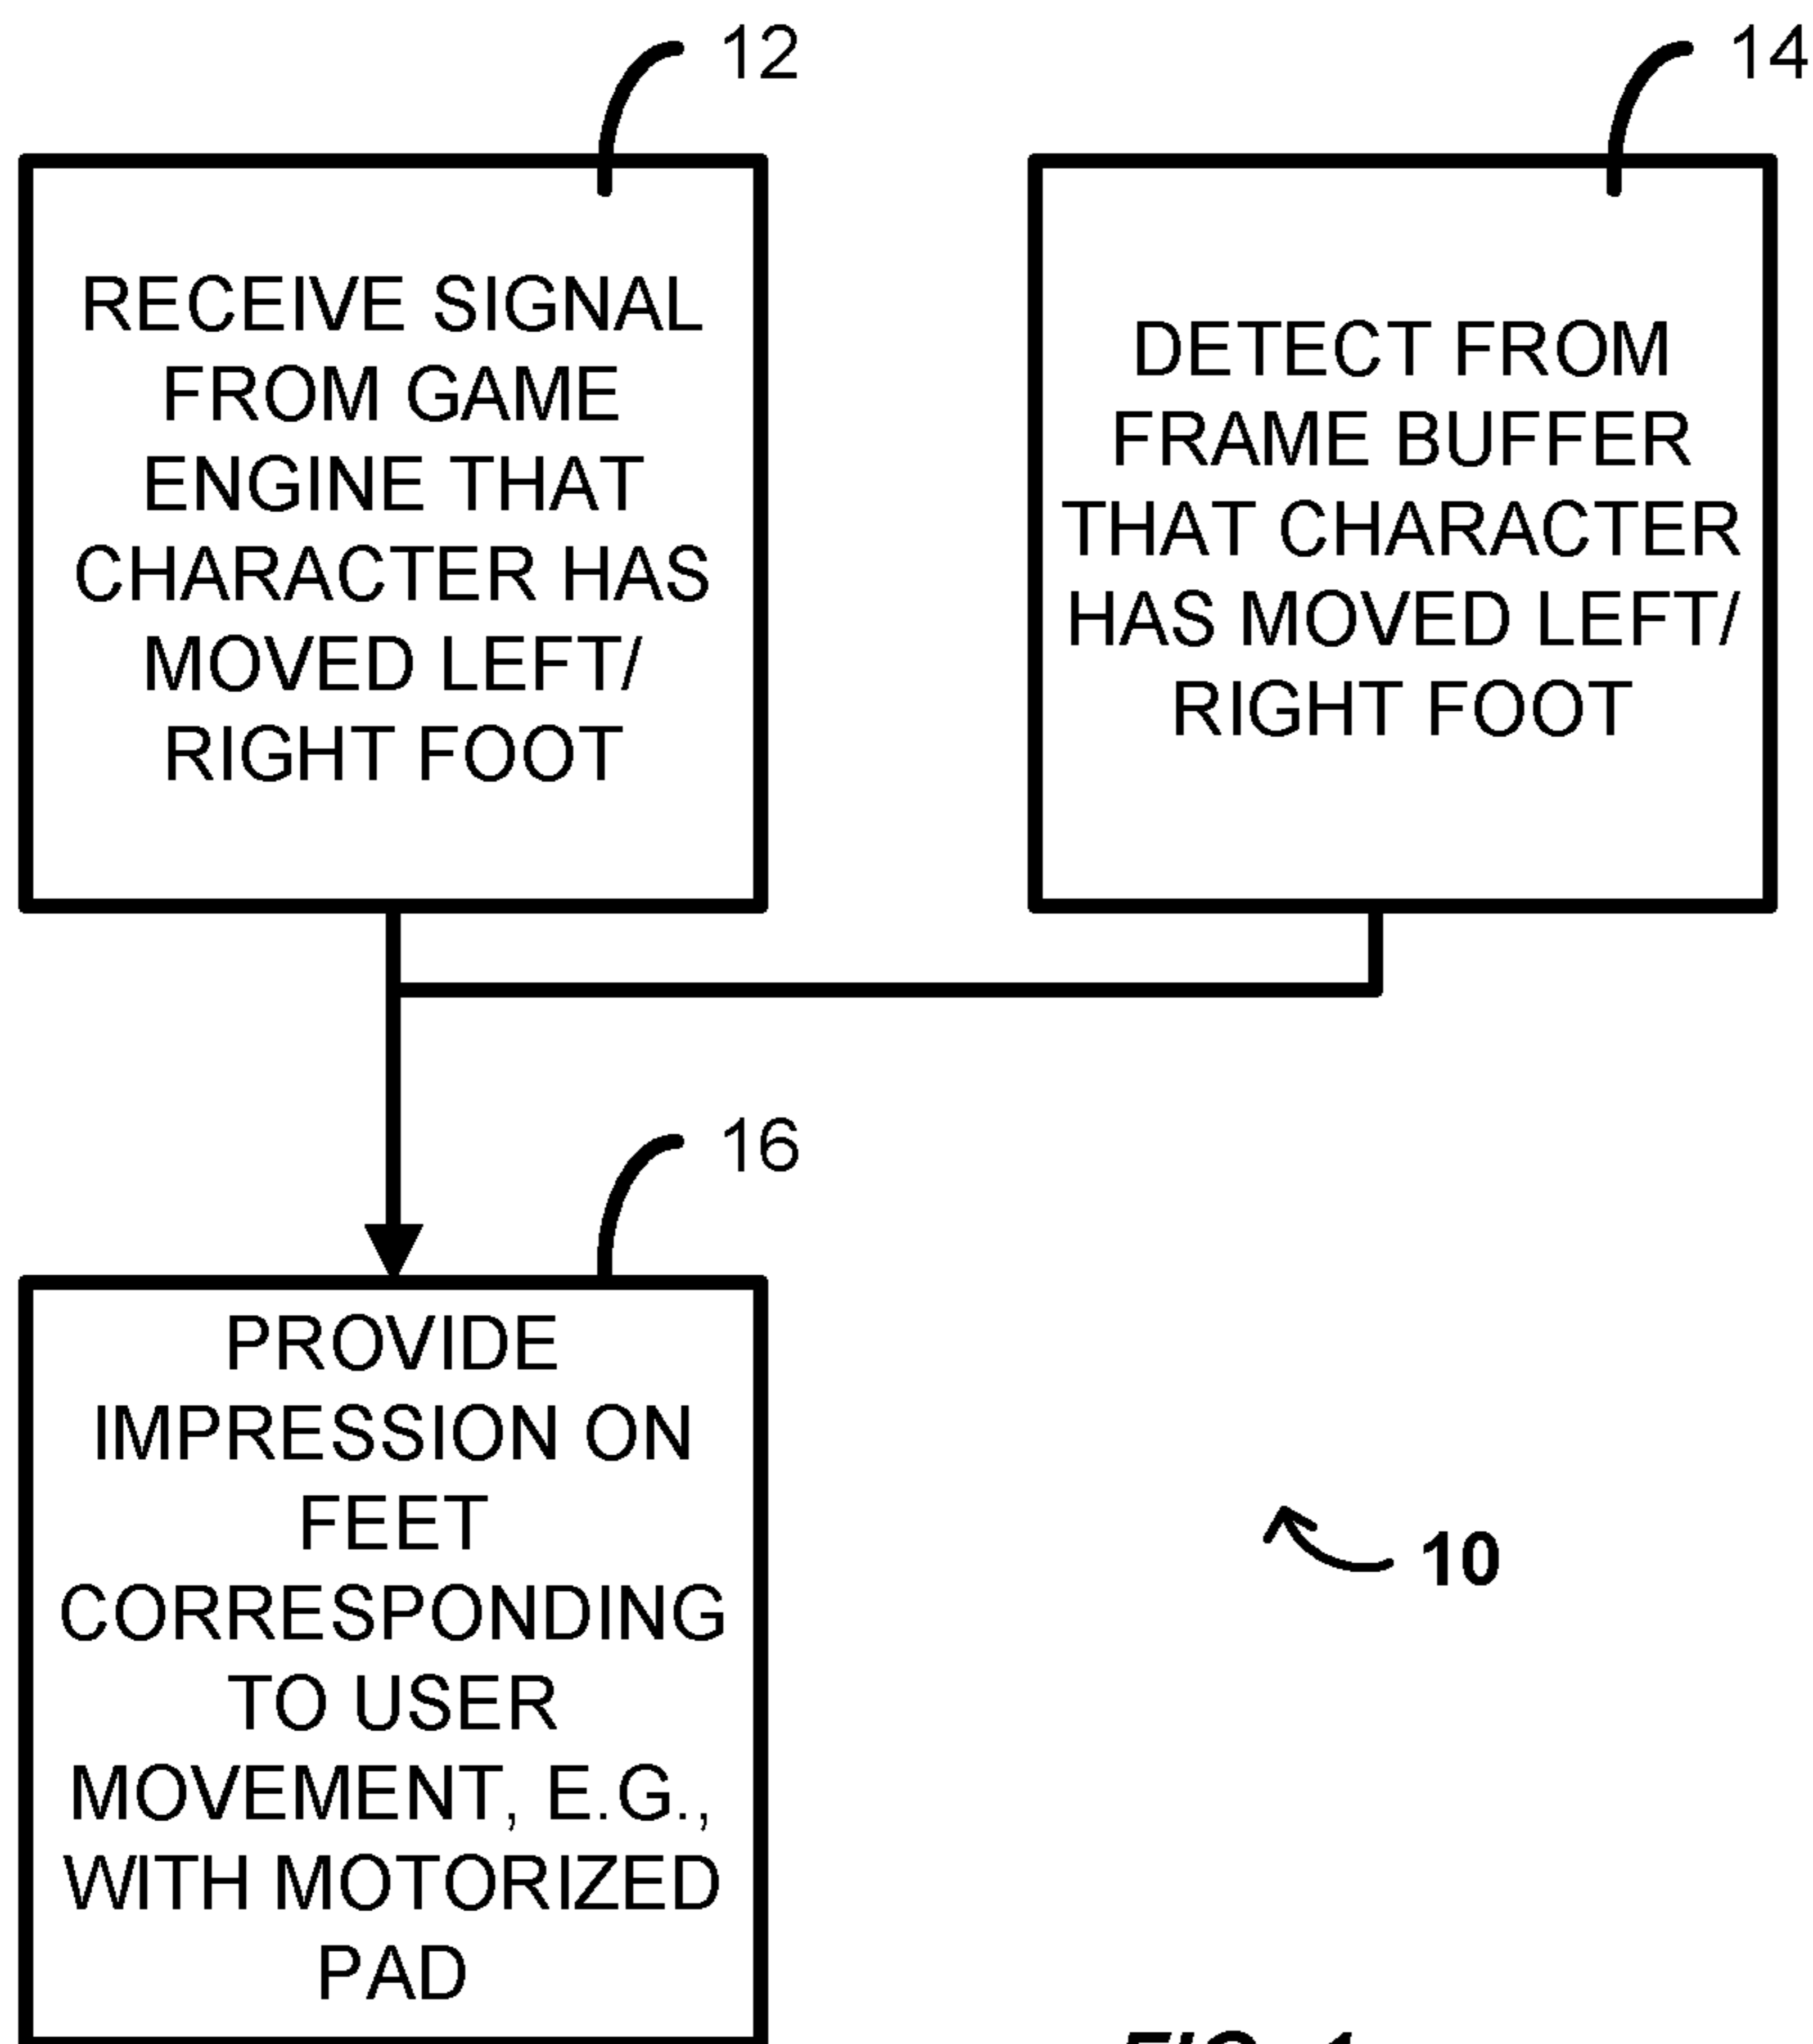 12
RECEIVE SIGNAL
FROM GAME
ENGINE THAT
CHARACTER HAS
MOVED LEFT/
RIGHT FOOT
14
DETECT FROM
FRAME BUFFER
THAT CHARACTER
HAS MOVED LEFT/
RIGHT FOOT
16
PROVIDE
IMPRESSION ON
FEET
CORRESPONDING
TO USER
MOVEMENT, E.G.,
WITH MOTORIZED
PAD
10
FIG. 1